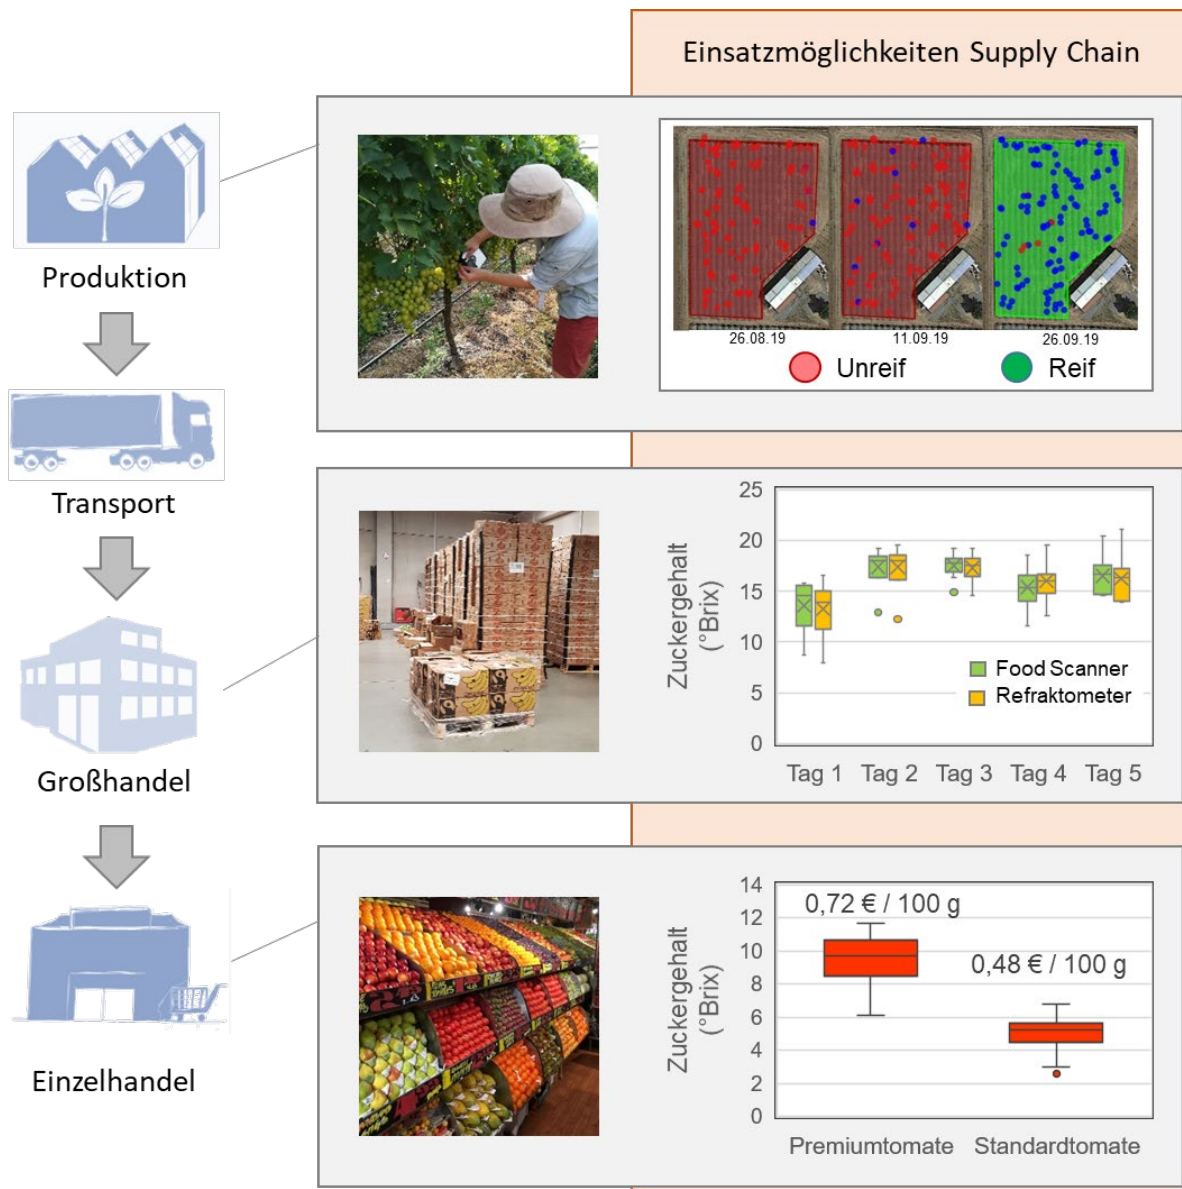 Einsatzmöglichkeiten Supply Chain
Produktion
26.08.19
11.09.19
26.09.19
Unreif
Reif
Transport
Großhandel
Zuckergehalt
(°Brix)
25
20
15
10
5
0
Food Scanner
Refraktometer
Tag 1
Tag 2
Tag 3
Tag 4
Tag 5
Einzelhandel
Zuckergehalt
(°Brix)
14
12
10
8
6
4
2
0
0,72 € / 100 g
0,48 € / 100 g
Premiumtomate
Standardtomate